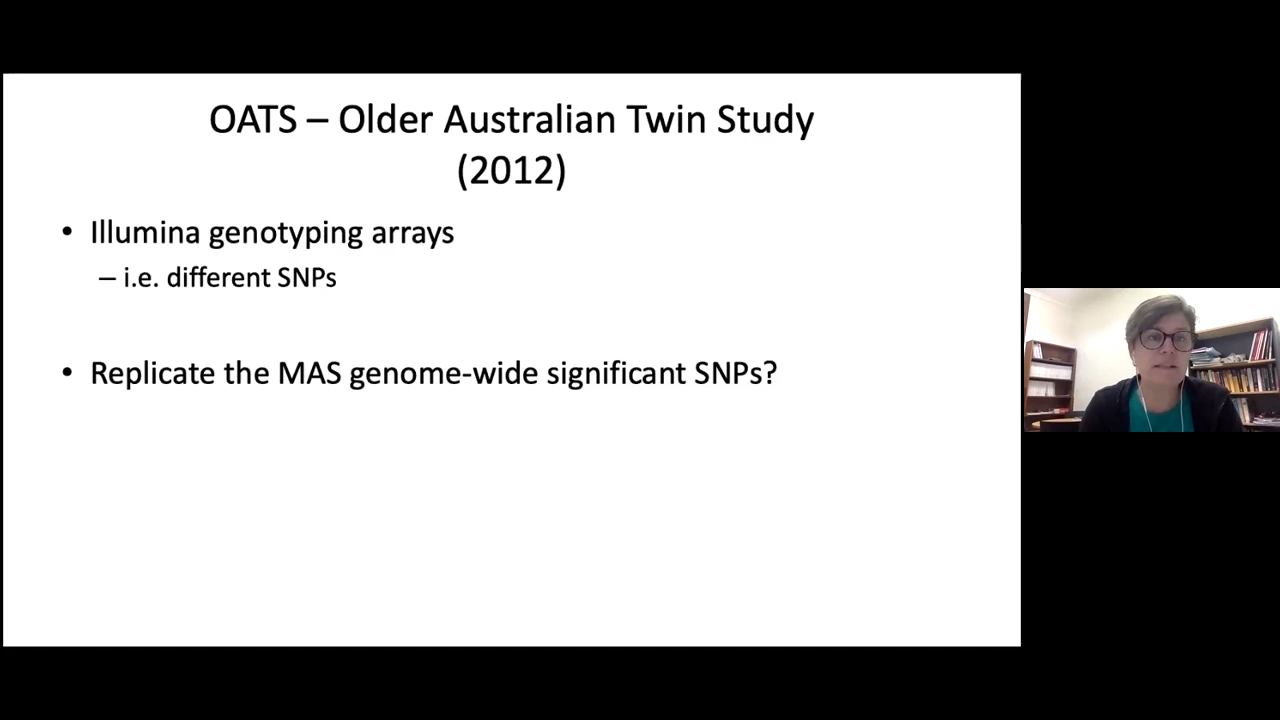 OATS – Older Australian Twin Study
(2012)
• Illumina genotyping arrays
– i.e. different SNPs
• Replicate the MAS genome-wide significant SNPs?